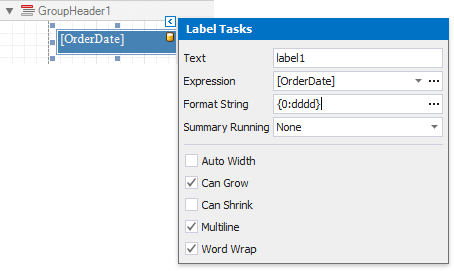 GroupHeader1
[OrderDate]
Label Tasks
Text label1
Expression [OrderDate]
Format String {0:dddd}
Summary Running None
Auto Width
Can Grow
Can Shrink
Multiline
Word Wrap